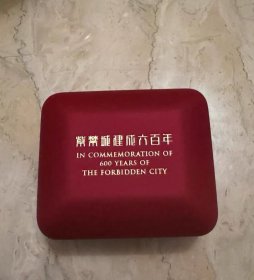 紫禁城建成六百年
IN COMMEMORATION OF
600 YEARS OF
THE FORBIDDEN CITY